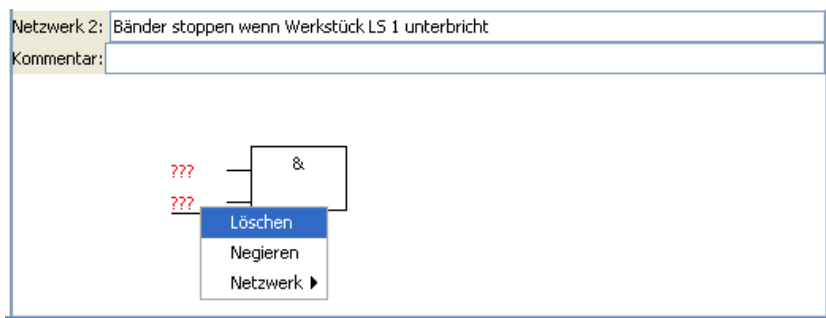 Netzwerk 2: Bänder stoppen wenn Werkstück LS 1 unterbricht
Kommentar:
&
???
???
Löschen
Negieren
Netzwerk